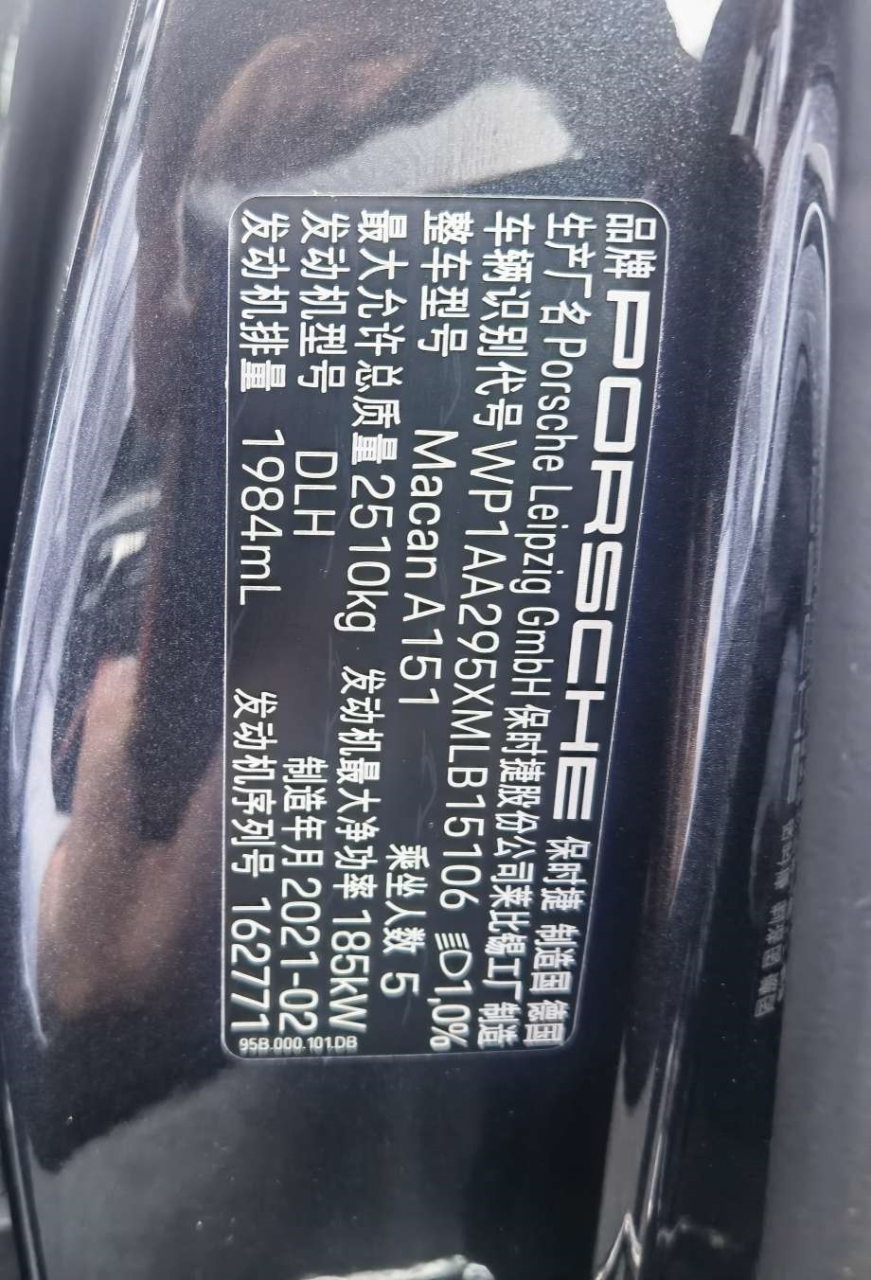 品牌 PORSCHE 保时捷 制造国 德国
生产厂名 Porsche Leipzig GmbH 保时捷股份公司莱比锡工厂 制造
车辆识别代号 WP1AA295XMLB15106 1,0%
整车型号 Macan A151 乘坐人数 5
最大允许总质量 2510kg 发动机最大净功率 185kW
发动机型号 DLH 制造年月 2021-02
发动机排量 1984mL 发动机序列号 162771
95B.000.101.DB